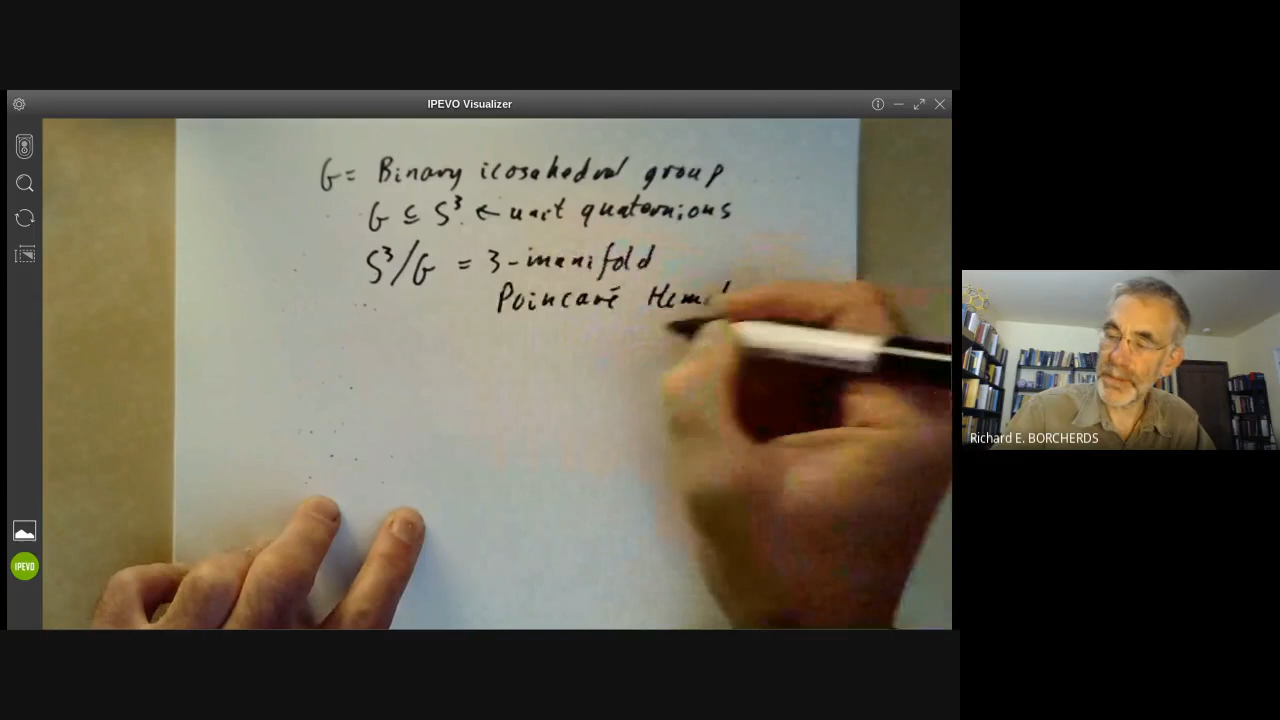 IPEVO Visualizer
G = Binary icosahedral group
G ⊆ S³ ← unit quaternions
S³/G = 3-manifold
Poincaré
IPEVO
Richard E. BORCHERDS